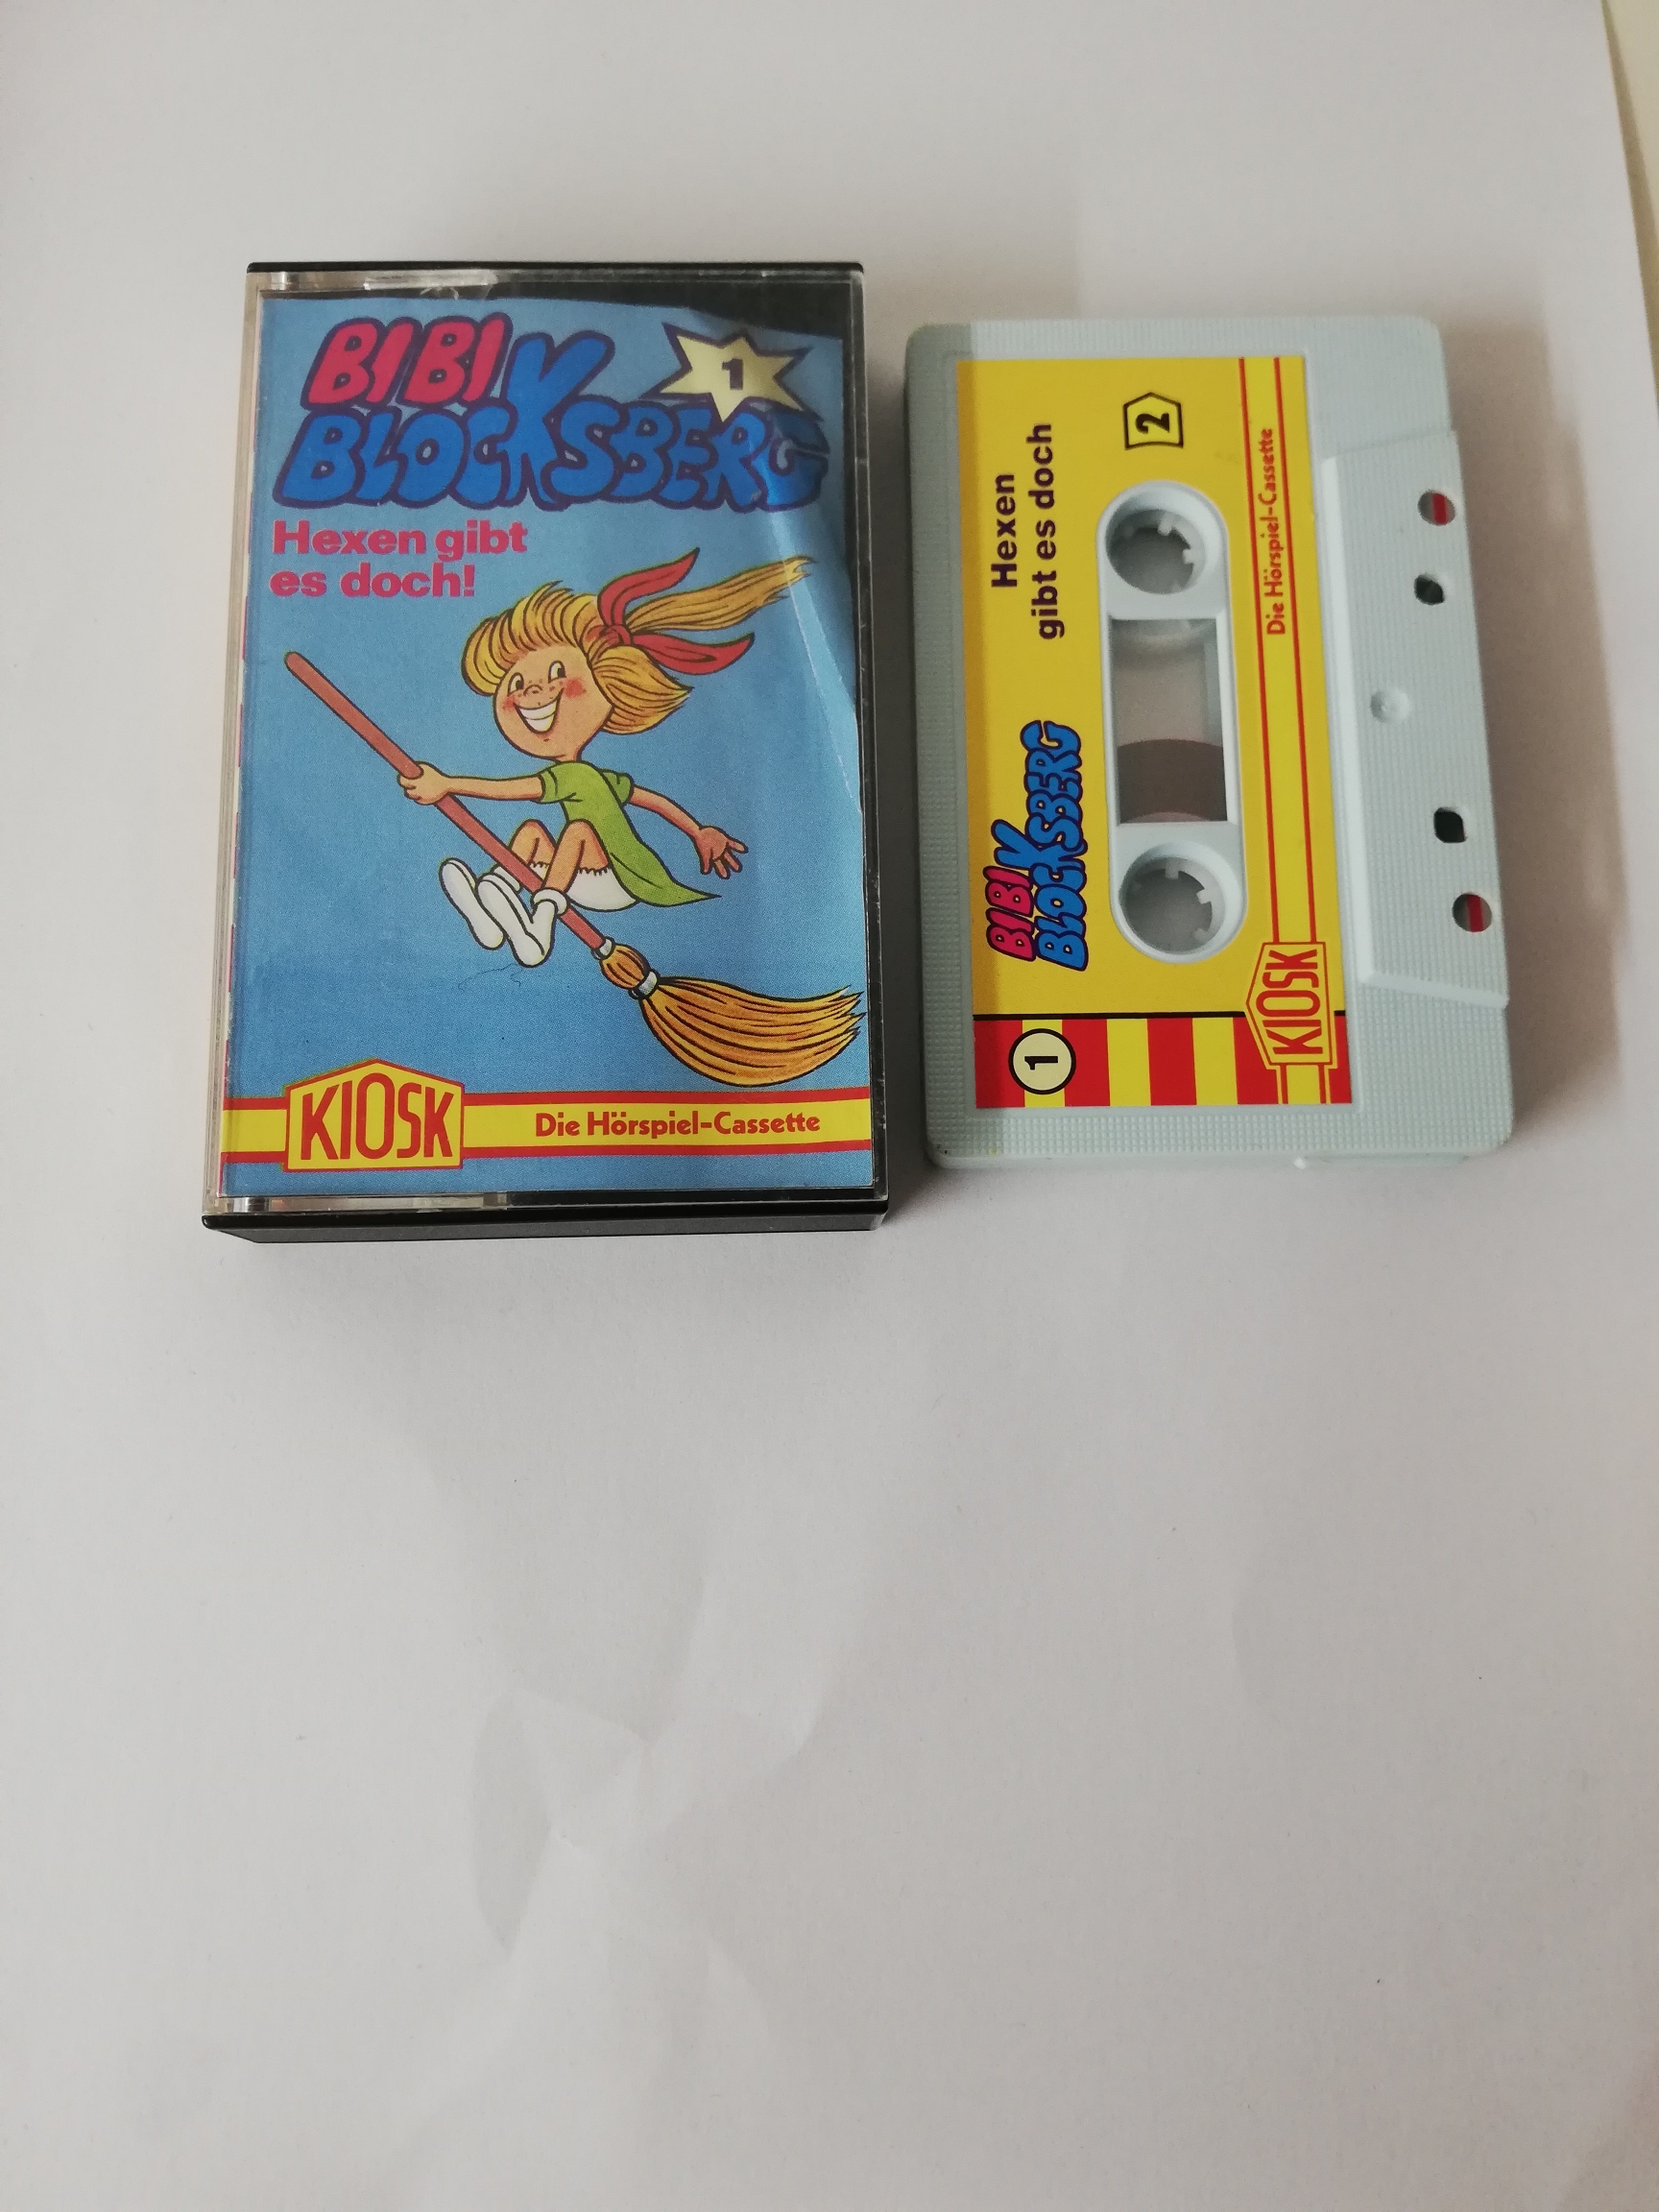 BIBI
BLOCKSBERG
1
Hexen gibt
es doch!
KIOSK
Die Hörspiel-Cassette
Hexen
gibt es doch
2
BIBI
BLOCKSBERG
1
KIOSK
Die Hörspiel-Cassette